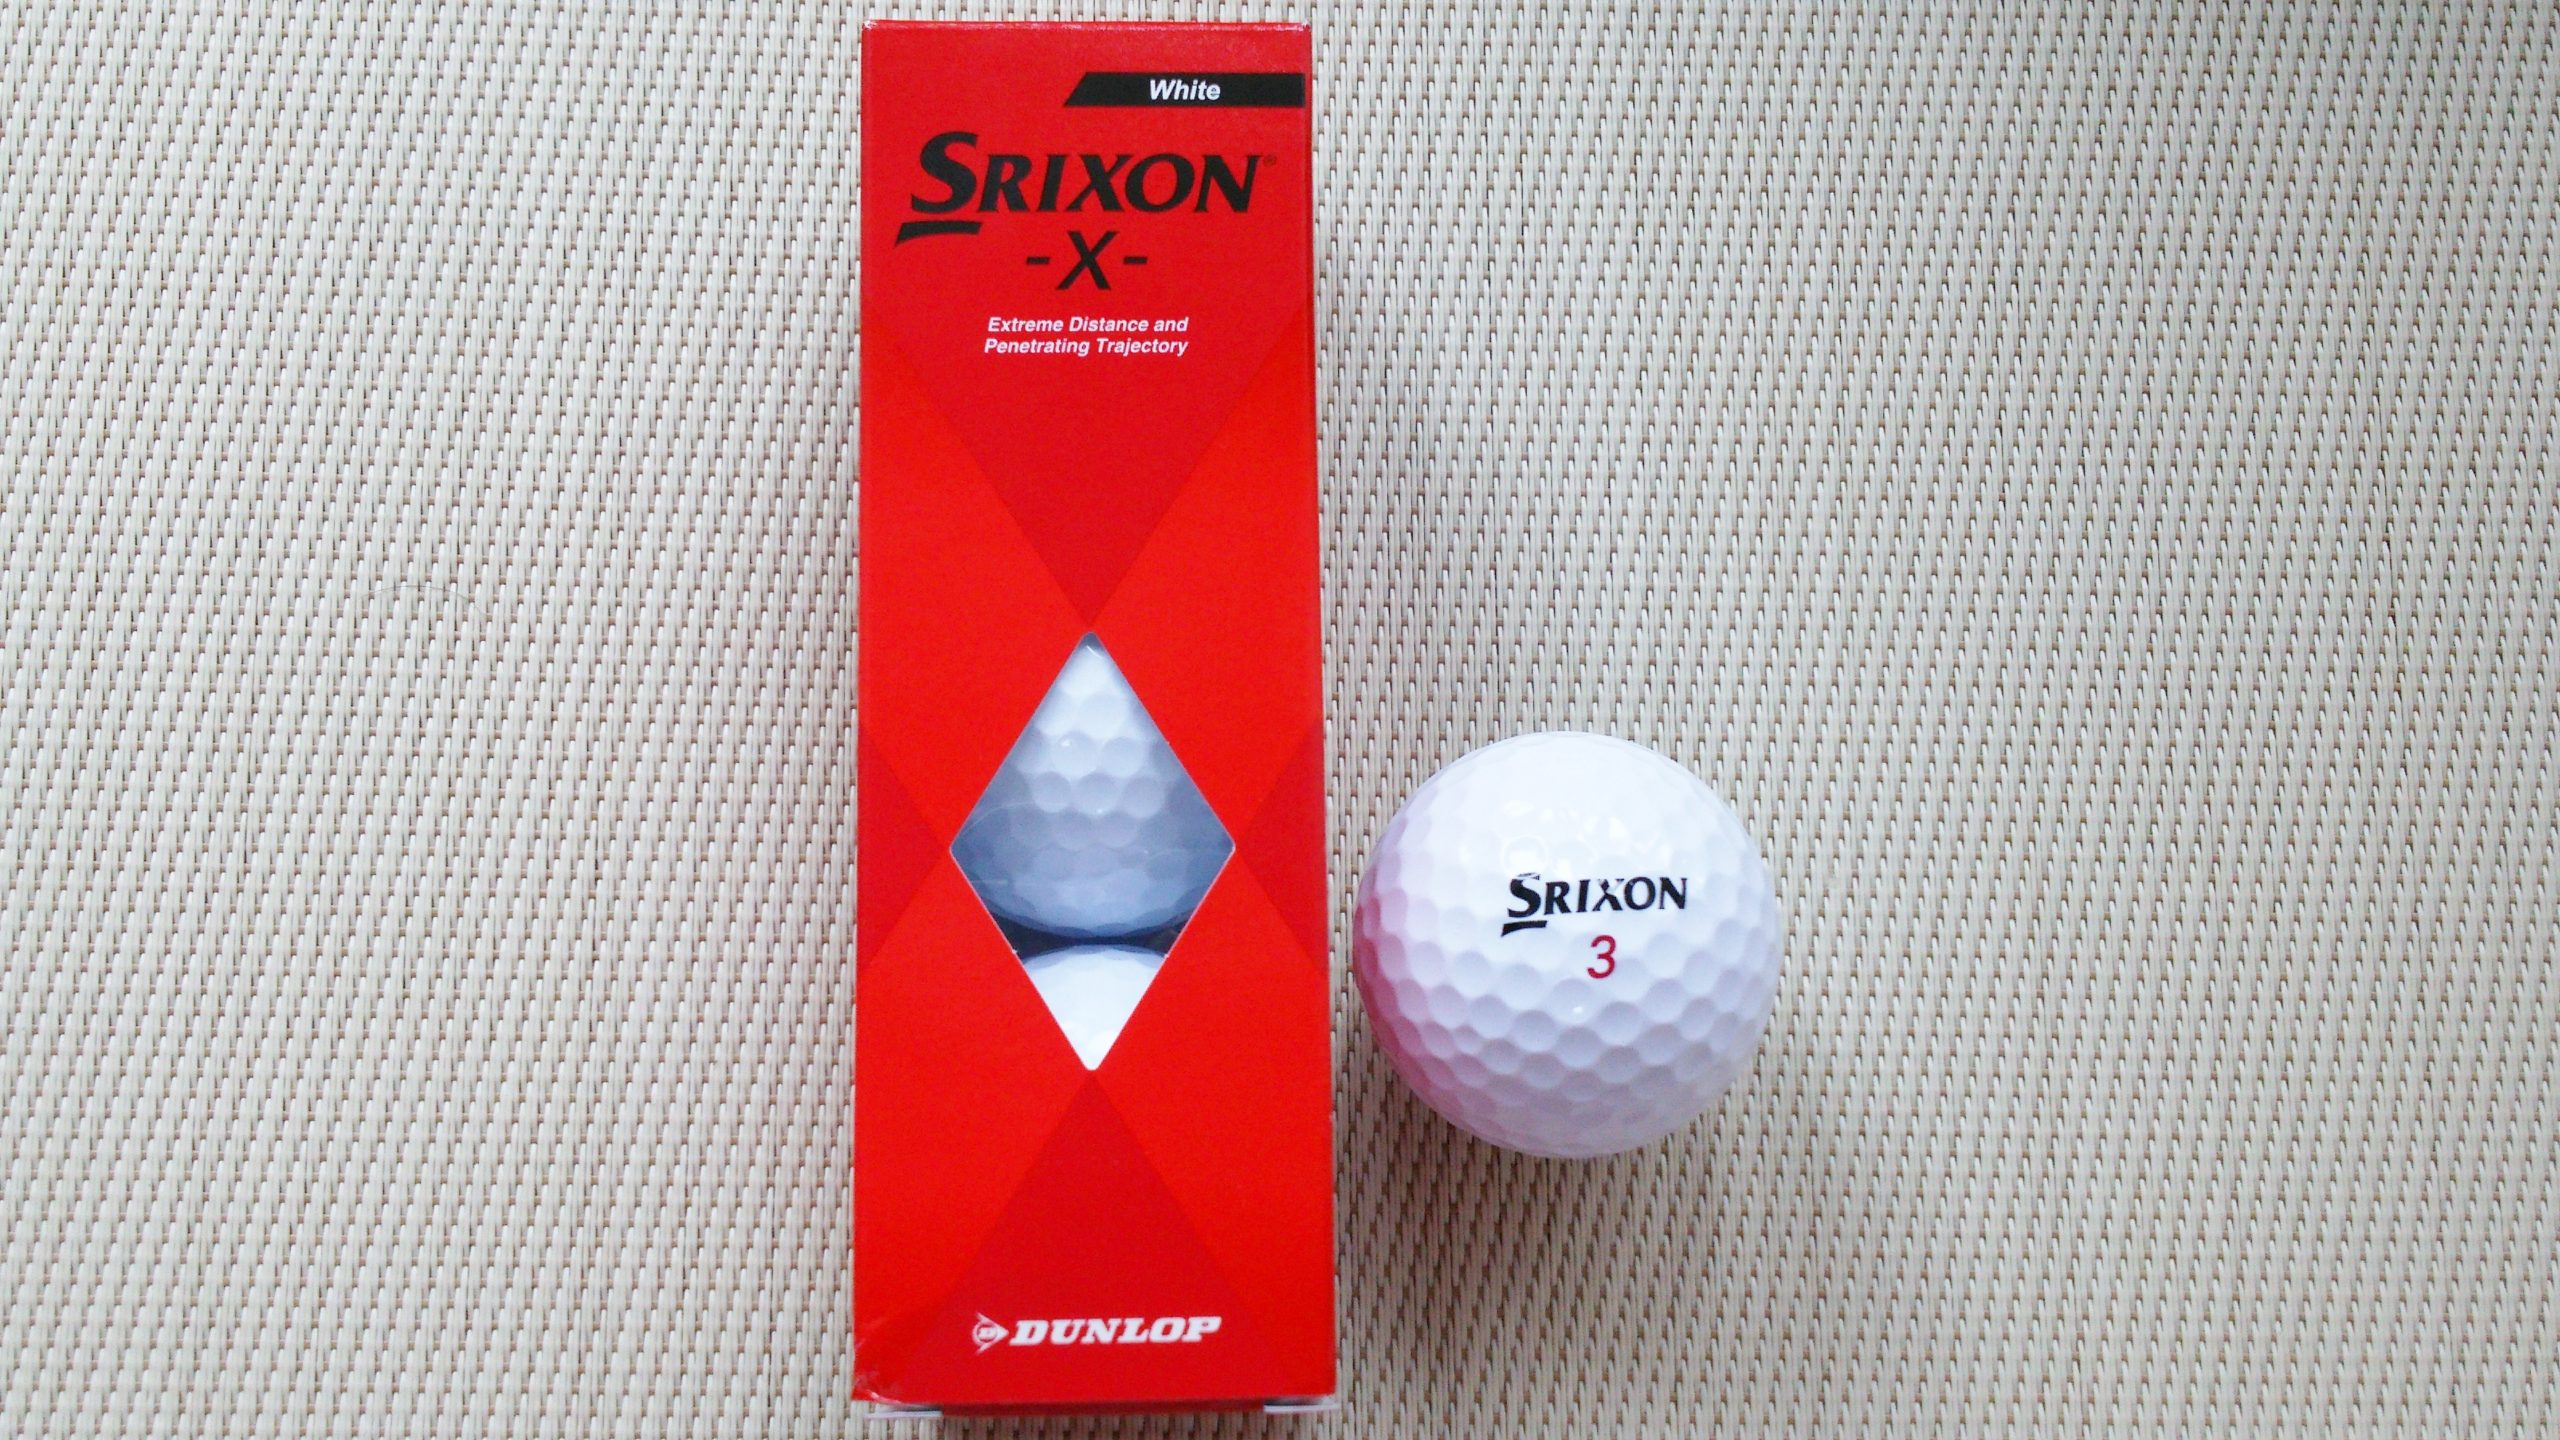 White
SRIXON®
-X-
Extreme Distance and
Penetrating Trajectory
DUNLOP
SRIXON
3